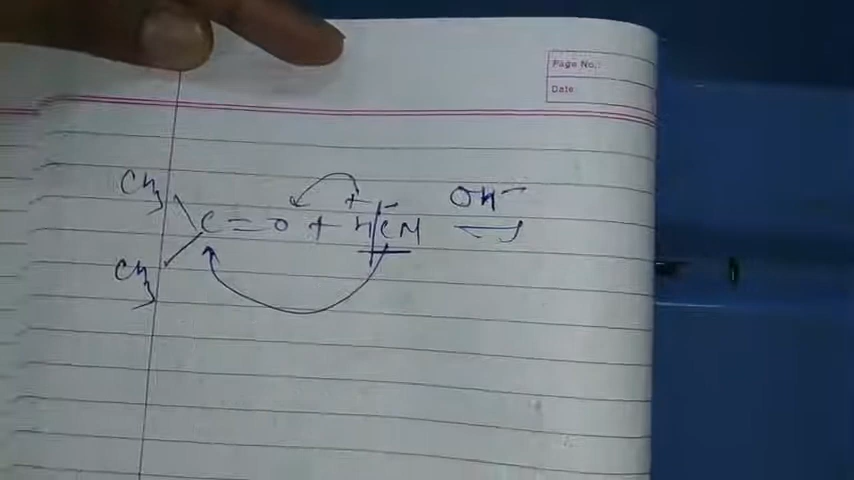 Page No.:
Date
CH3
C = O + H+ | CN- OH- ⇌
CH3